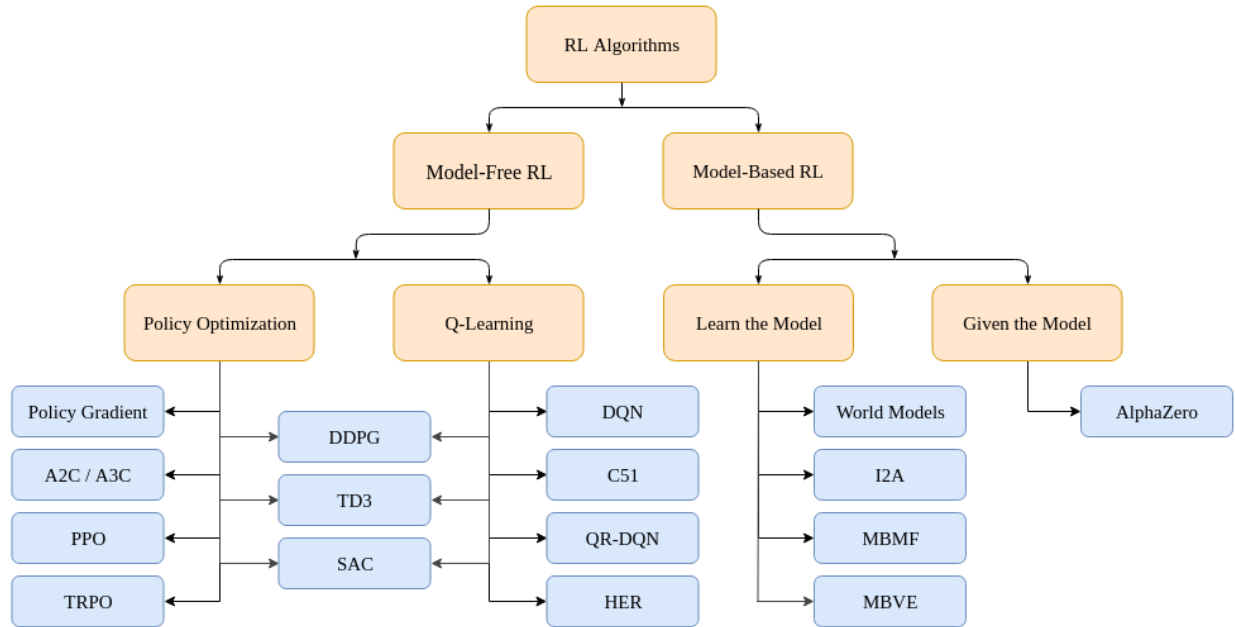 RL Algorithms
Model-Free RL
Model-Based RL
Policy Optimization
Q-Learning
Learn the Model
Given the Model
Policy Gradient
A2C / A3C
PPO
TRPO
DDPG
TD3
SAC
DQN
C51
QR-DQN
HER
World Models
I2A
MBMF
MBVE
AlphaZero